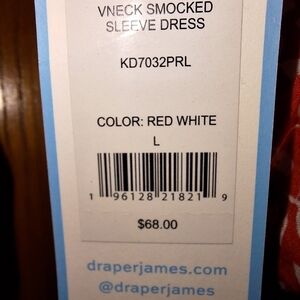 VNECK SMOCKED
SLEEVE DRESS
KD7032PRL
COLOR: RED WHITE
L
1 96128 21821 9
$68.00
draperjames.com
@draperjames